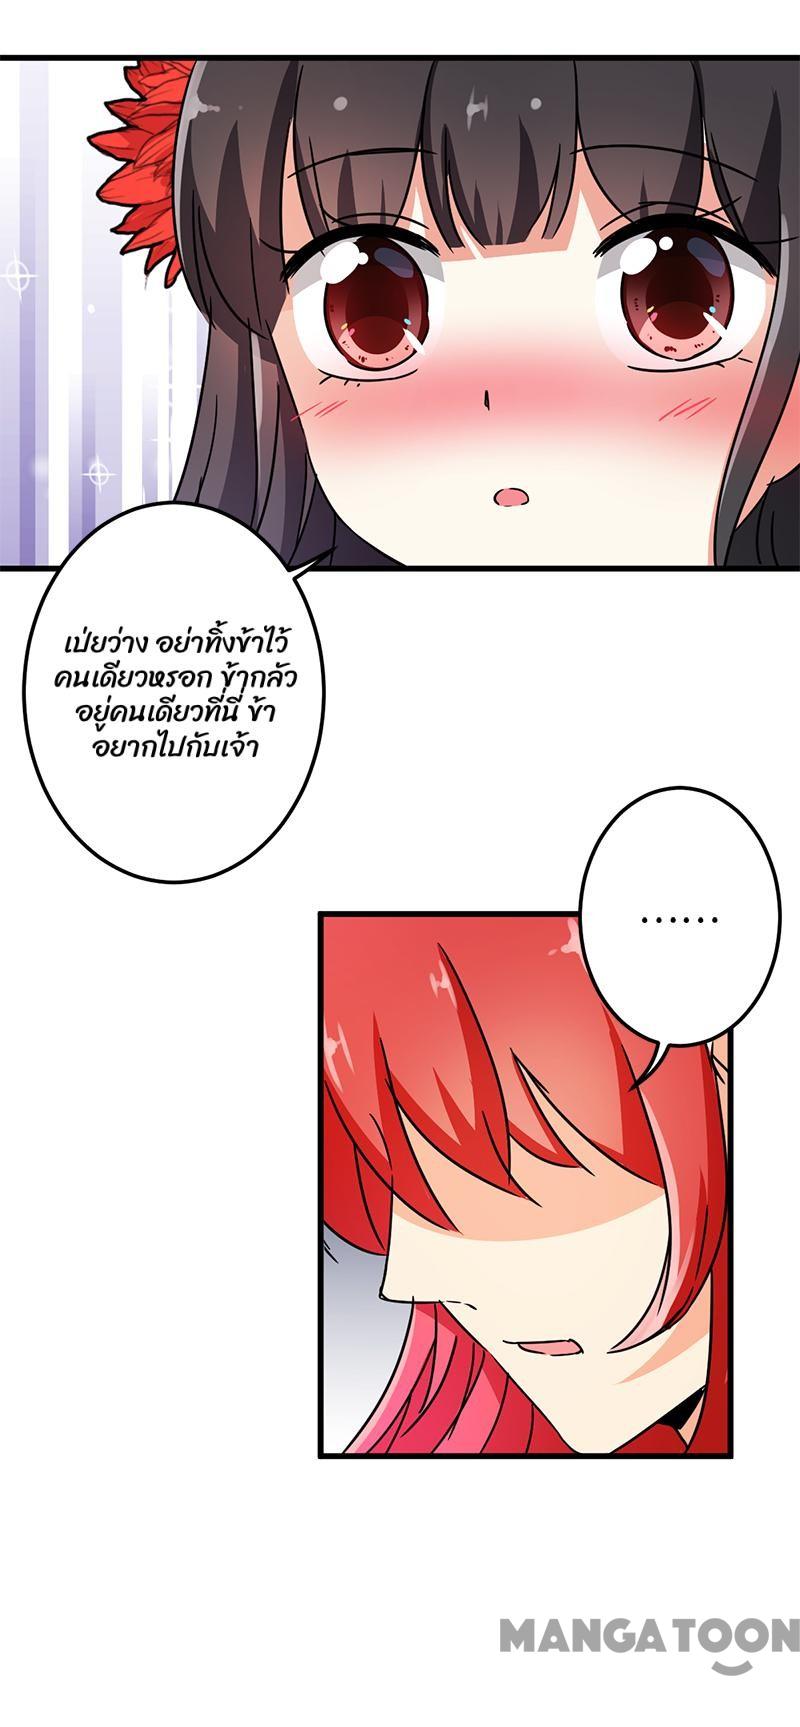 เป่ยว่าง อย่าทิ้งข้าไว้
คนเดียวหรอก ข้ากลัว
อยู่คนเดียวที่นี่ ข้า
อยากไปกับเจ้า
......
MANGATOON